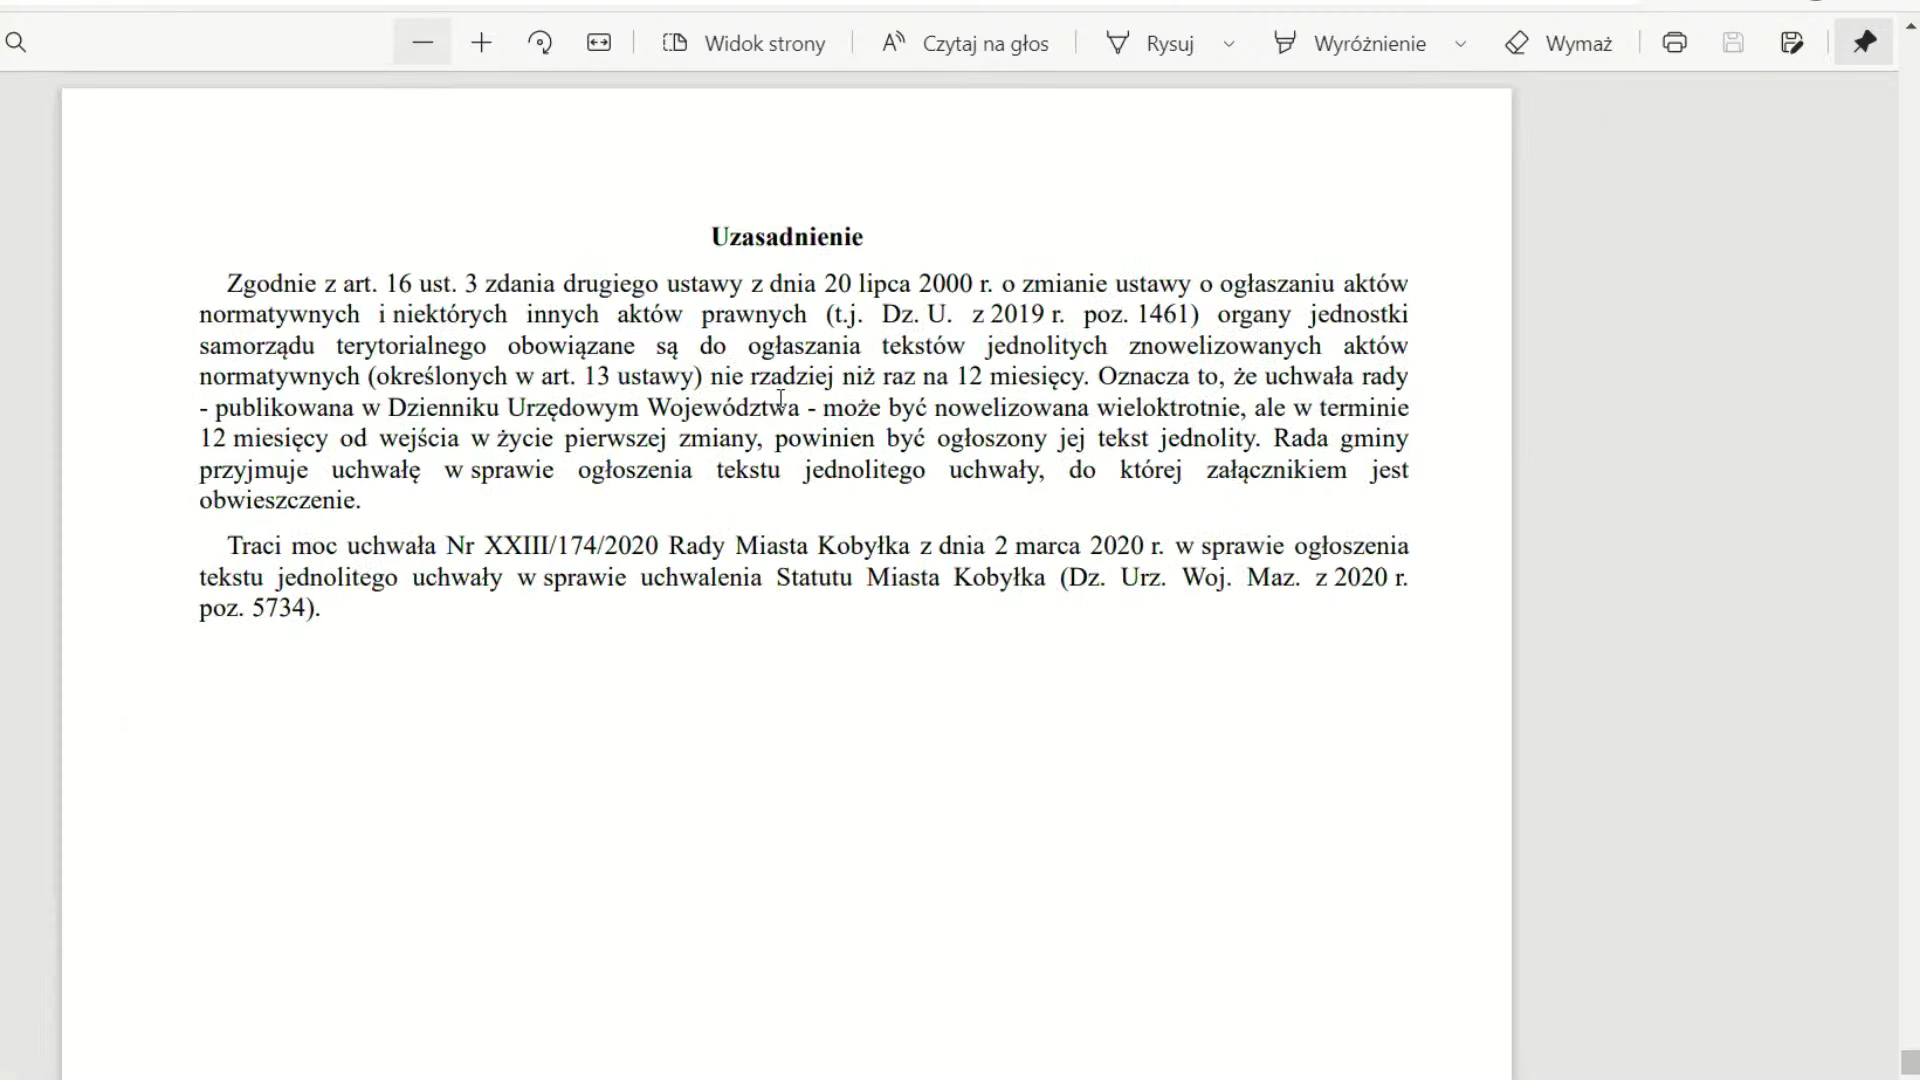 Widok strony
Czytaj na głos
Rysuj
Wyróżnienie
Wymaż
Uzasadnienie
Zgodnie z art. 16 ust. 3 zdania drugiego ustawy z dnia 20 lipca 2000 r. o zmianie ustawy o ogłaszaniu aktów
normatywnych i niektórych innych aktów prawnych (t.j. Dz. U. z 2019 r. poz. 1461) organy jednostki
samorządu terytorialnego obowiązane są do ogłaszania tekstów jednolitych znowelizowanych aktów
normatywnych (określonych w art. 13 ustawy) nie rzadziej niż raz na 12 miesięcy. Oznacza to, że uchwała rady
- publikowana w Dzienniku Urzędowym Województwa - może być nowelizowana wieloktrotnie, ale w terminie
12 miesięcy od wejścia w życie pierwszej zmiany, powinien być ogłoszony jej tekst jednolity. Rada gminy
przyjmuje uchwałę w sprawie ogłoszenia tekstu jednolitego uchwały, do której załącznikiem jest
obwieszczenie.
Traci moc uchwała Nr XXIII/174/2020 Rady Miasta Kobyłka z dnia 2 marca 2020 r. w sprawie ogłoszenia
tekstu jednolitego uchwały w sprawie uchwalenia Statutu Miasta Kobyłka (Dz. Urz. Woj. Maz. z 2020 r.
poz. 5734).